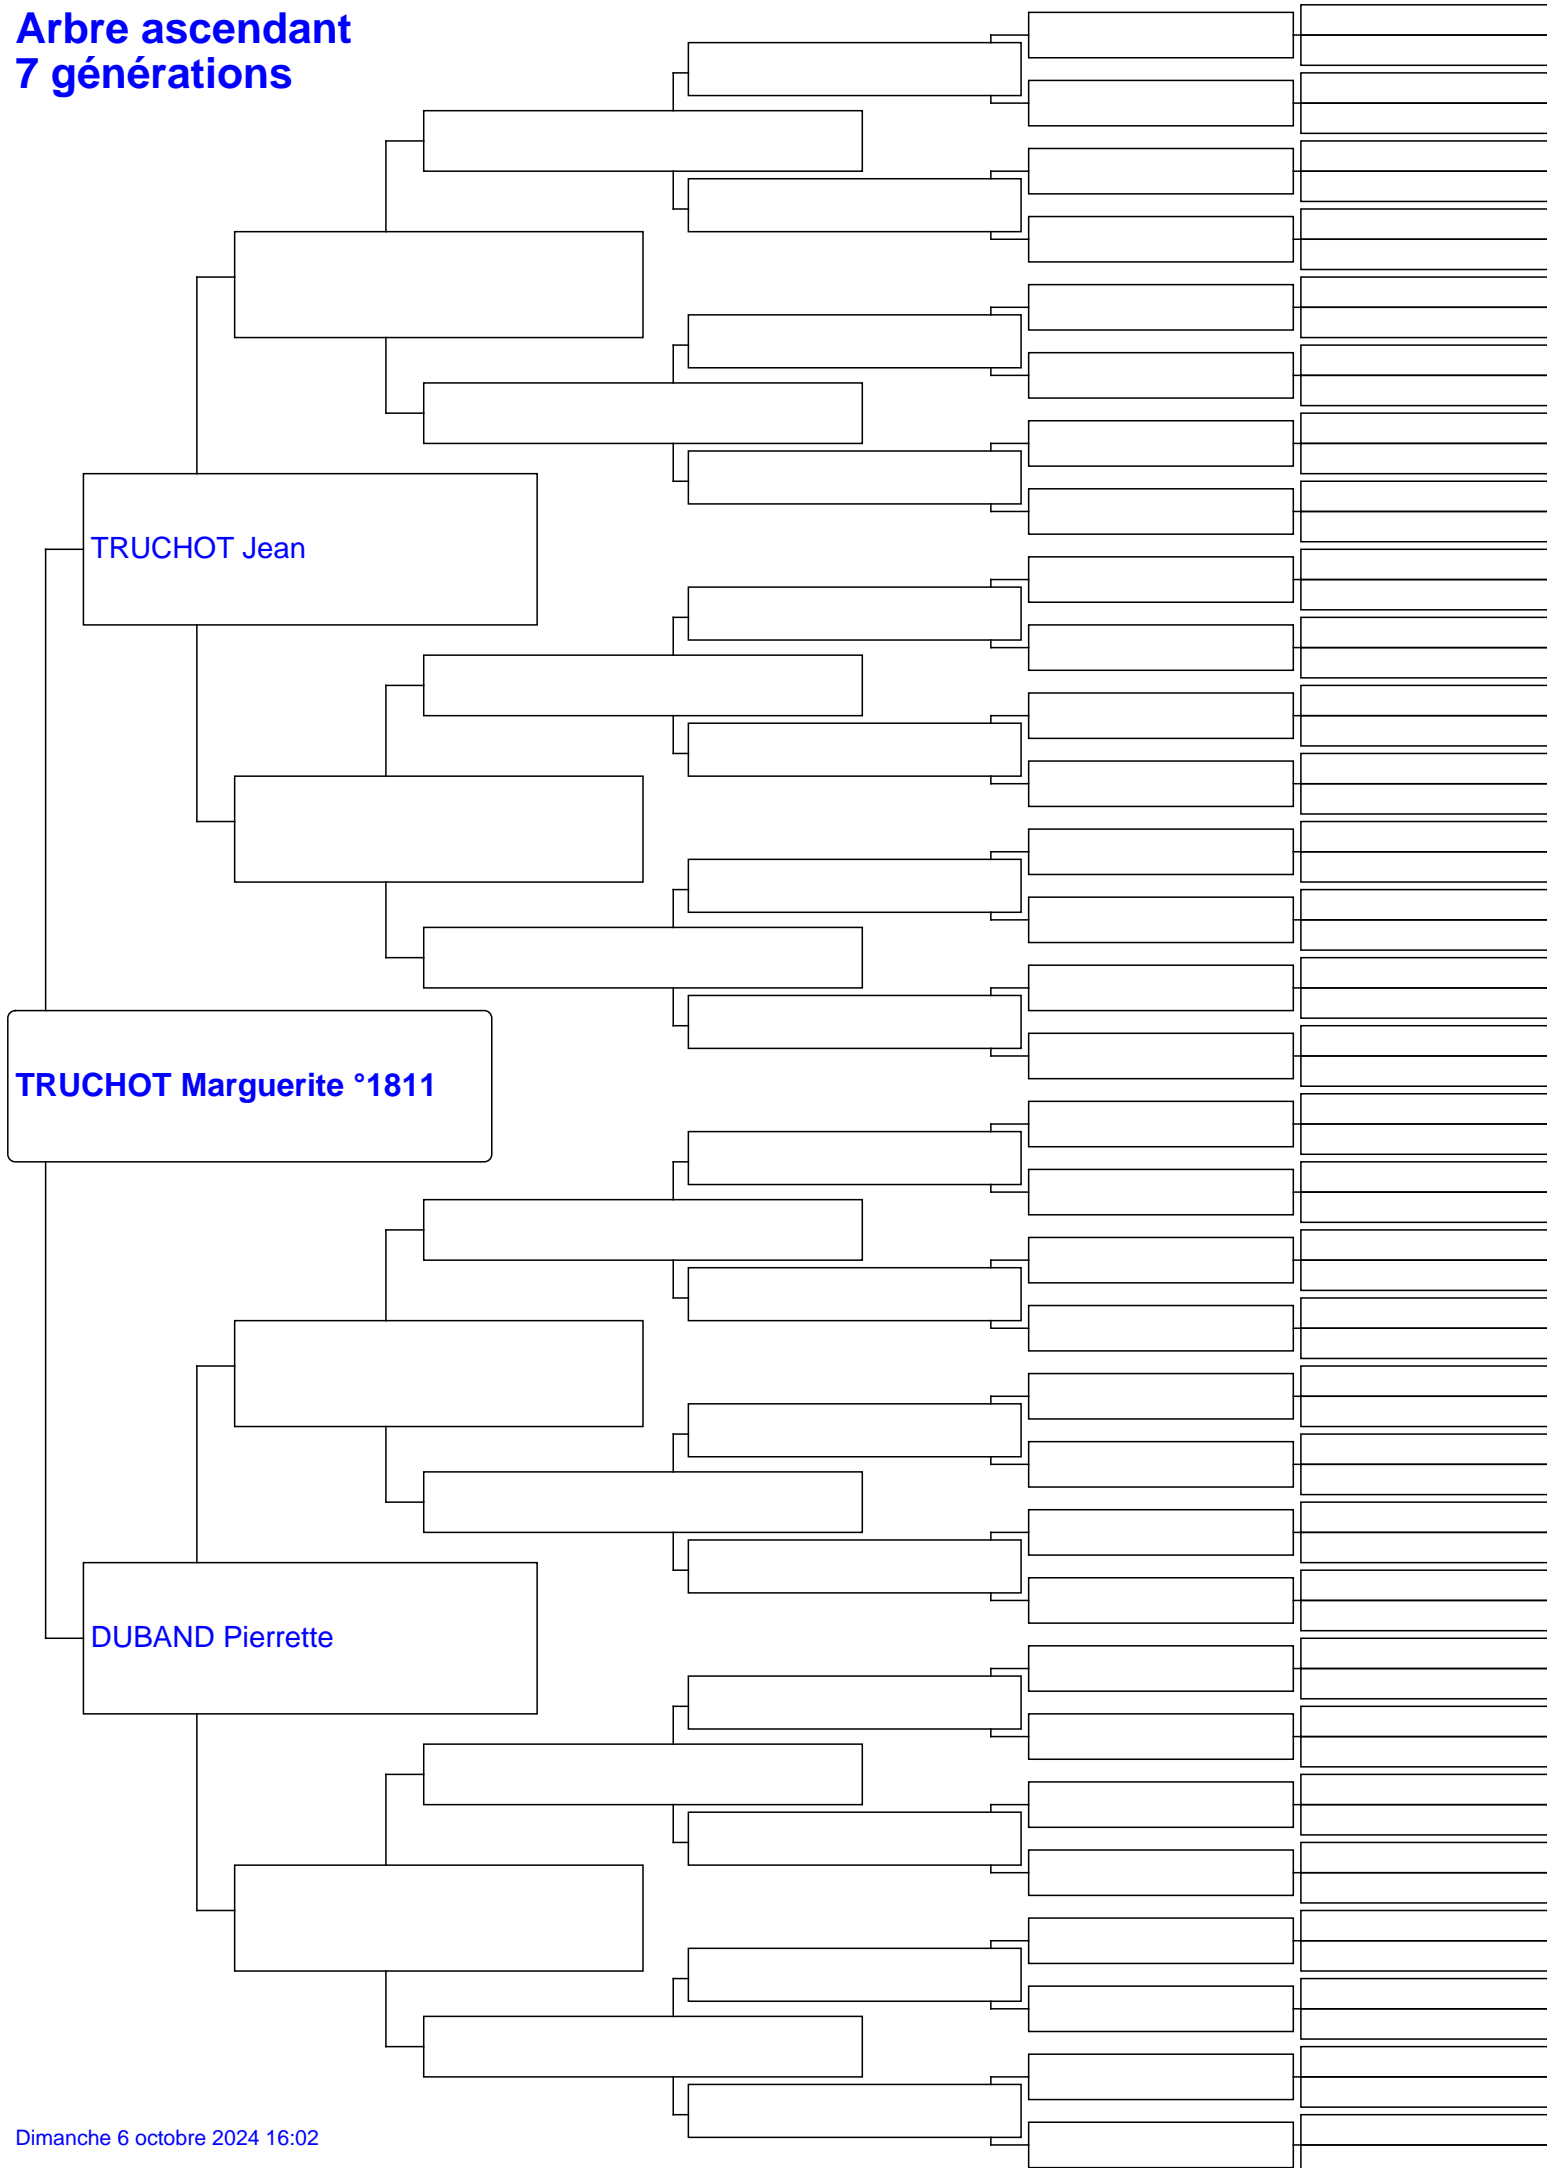 Arbre ascendant
7 générations
TRUCHOT Jean
TRUCHOT Marguerite °1811
DUBAND Pierrette
Dimanche 6 octobre 2024 16:02